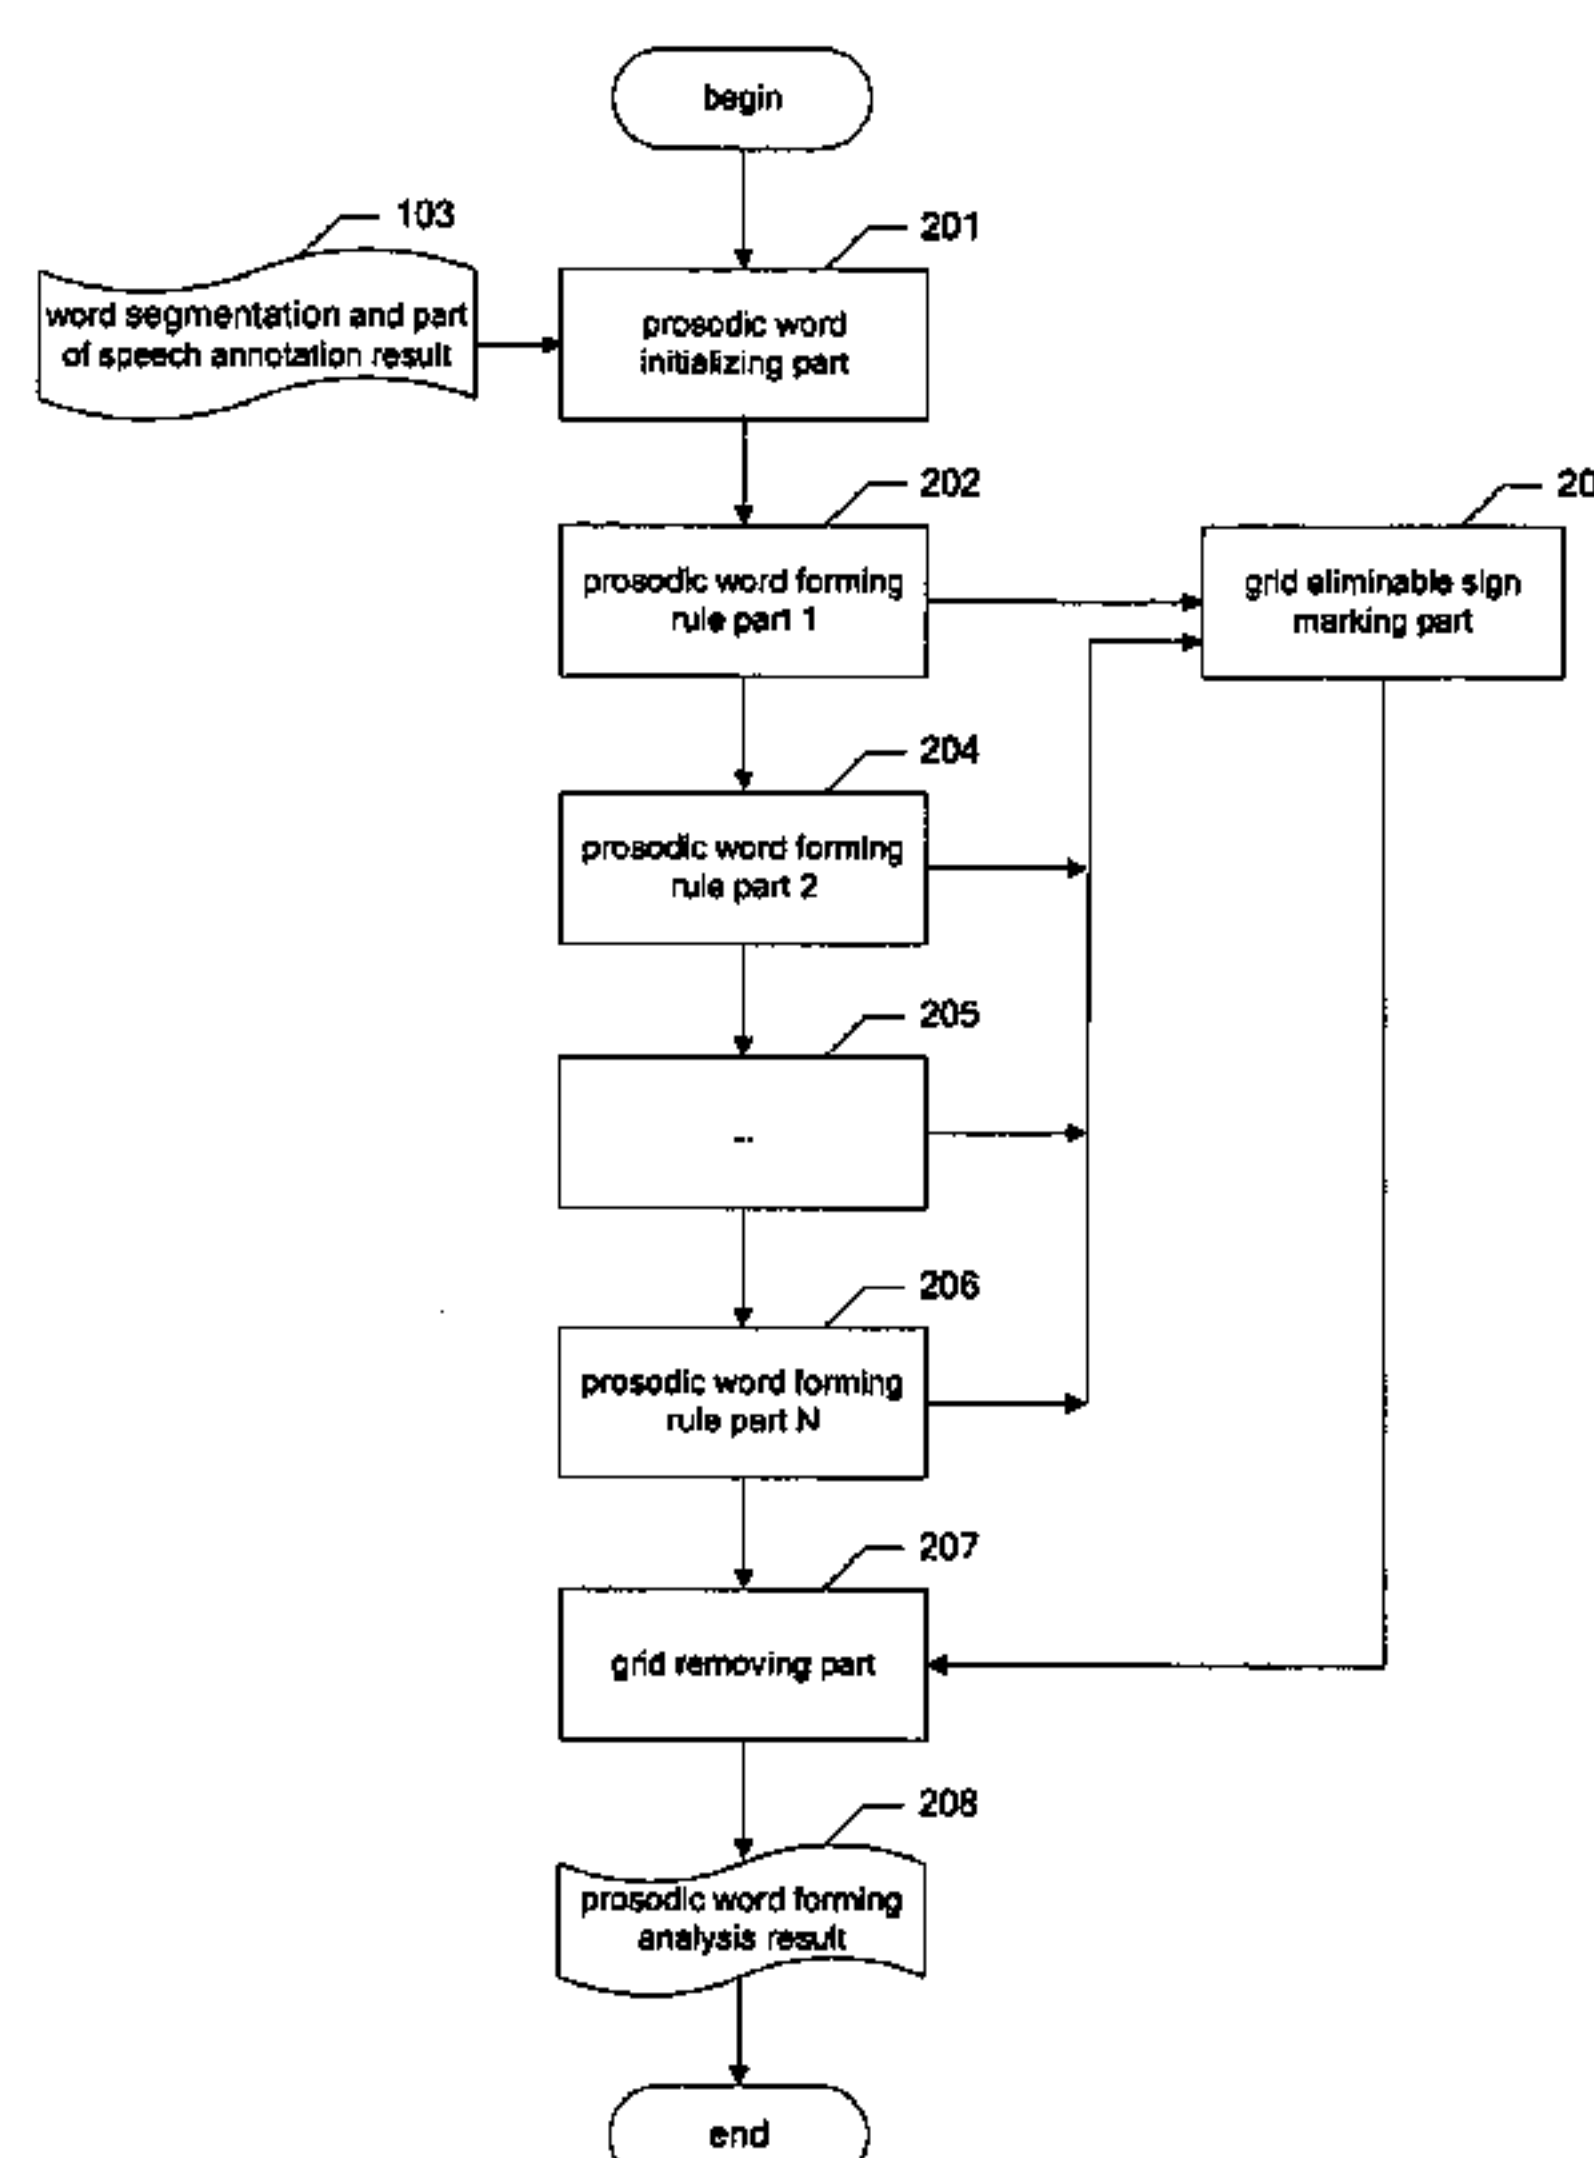 begin
103
201
word segmentation and part
of speech annotation result
prosodic word
initializing part
202
20
prosodic word forming
rule part 1
grid eliminable sign
marking part
204
prosodic word forming
rule part 2
205
...
206
prosodic word forming
rule part N
207
grid removing part
208
prosodic word forming
analysis result
end